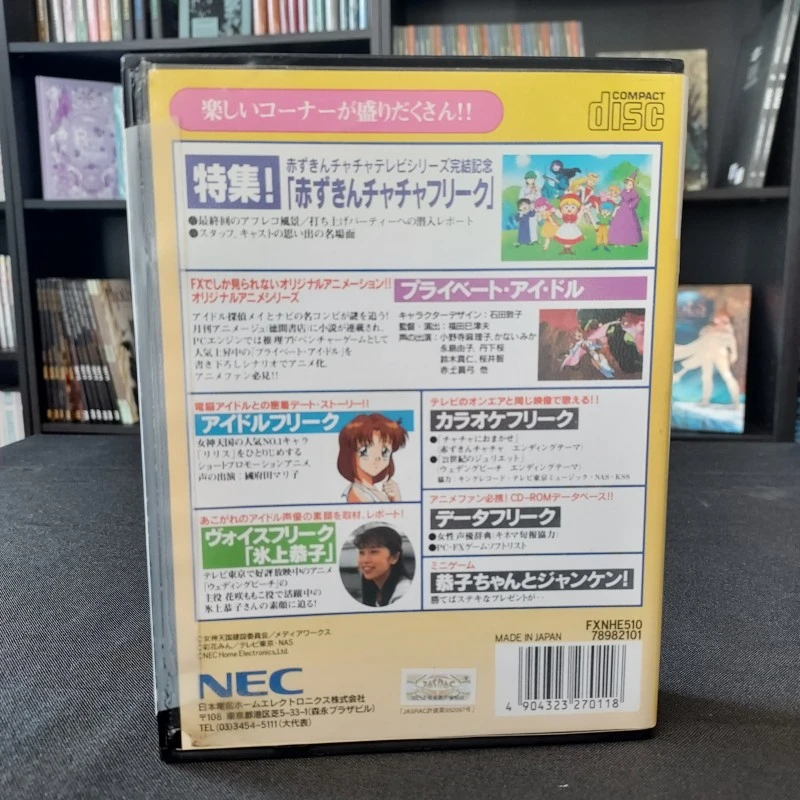 楽しいコーナーが盛りだくさん!!
COMPACT
disc
特集!
赤ずきんチャチャテレビシリーズ完結記念
「赤ずきんチャチャフリーク」
●最終回のアフレコ風景/打ち上げパーティーへの潜入レポート
●スタッフ、キャストの思い出の名場面
FXでしか見られないオリジナルアニメーション!!
オリジナルアニメシリーズ
プライベート・アイ・ドル
アイドル探偵メイとナビの名コンビが謎を追う!
月刊アニメージュ(徳間書店)に小説が連載され、
PCエンジンでは推理アドベンチャーゲームとして
人気上昇中の「プライベート・アイドル」を
書き下ろしシナリオでアニメ化。
アニメファン必見!!
キャラクターデザイン:石田敦子
監督・演出:福田巳津夫
声の出演:小野寺麻理子、かないみか
永島由子、丹下桜
鈴木真仁、桜井智
赤土眞弓 他
電脳アイドルとの密着デート・ストーリー!!
アイドルフリーク
女神天国の人気NO.1キャラ
「リリス」をひとりじめする
ショートプロモーションアニメ
声の出演:國府田マリ子
テレビのオンエアと同じ映像で歌える!!
カラオケフリーク
●「チャチャにおまかせ」
(赤ずきんチャチャ エンディングテーマ)
●「21世紀のジュリエット」
(ウェディングピーチ エンディングテーマ)
協力:キングレコード・テレビ東京ミュージック・NAS・KSS
あこがれのアイドル声優の素顔を取材、レポート!
ヴォイスフリーク
「氷上恭子」
テレビ東京で好評放映中のアニメ
「ウェディングピーチ」の
主役 花咲ももこ役で活躍中の
氷上恭子さんの素顔に迫る!
アニメファン必携! CD-ROMデータベース!!
データフリーク
●女性声優辞典(キネマ旬報協力)
●PC-FXゲームソフトリスト
ミニゲーム
恭子ちゃんとジャンケン!
勝てばステキなプレゼントが…
女神天国建設委員会/メディアワークス
彩花みん/テレビ東京・NAS
NEC Home Electronics,Ltd.
NEC
日本電気ホームエレクトロニクス株式会社
〒108 東京都港区芝5-33-1(森永プラザビル)
TEL (03)3454-5111(大代表)
FXNHE510
MADE IN JAPAN
78982101
4 904323 270118